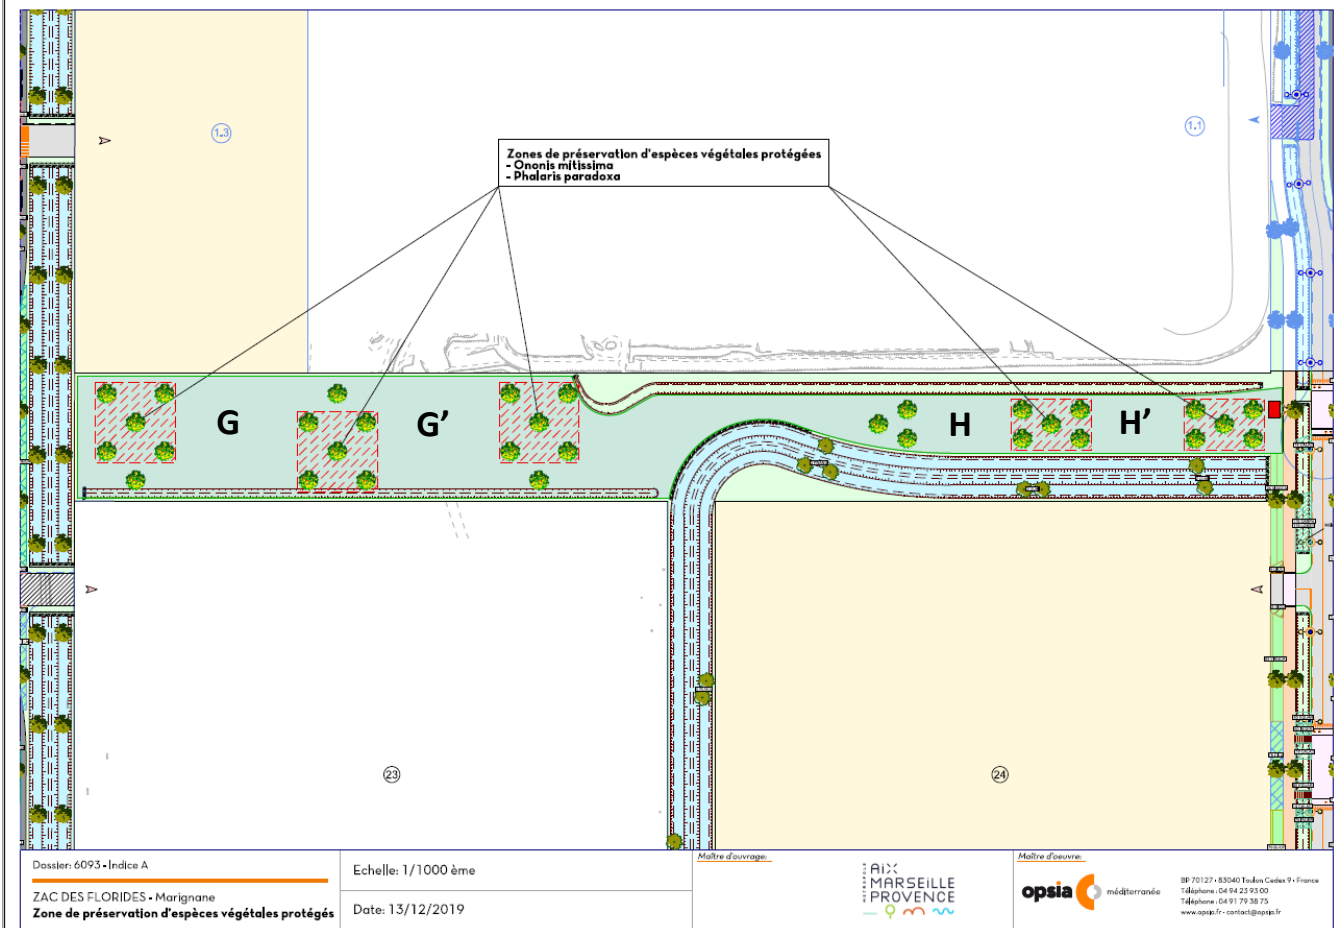 1.3
1.1
Zones de préservation d'espèces végétales protégées
- Ononis mitissima
- Phalaris paradoxa
G
G'
H
H'
23
24
Dossier: 6093 - Indice A
ZAC DES FLORIDES - Marignane
Zone de préservation d'espèces végétales protégés
Echelle: 1/1000 ème
Date: 13/12/2019
Maître d'ouvrage:
AIX
MARSEILLE
PROVENCE
Maître d'oeuvre:
opsia méditerranée
BP 70127 - 83040 Toulon Cedex 9 - France
Téléphone : 04 94 23 93 00
Téléphone : 04 91 79 38 75
www.opsia.fr - contact@opsia.fr